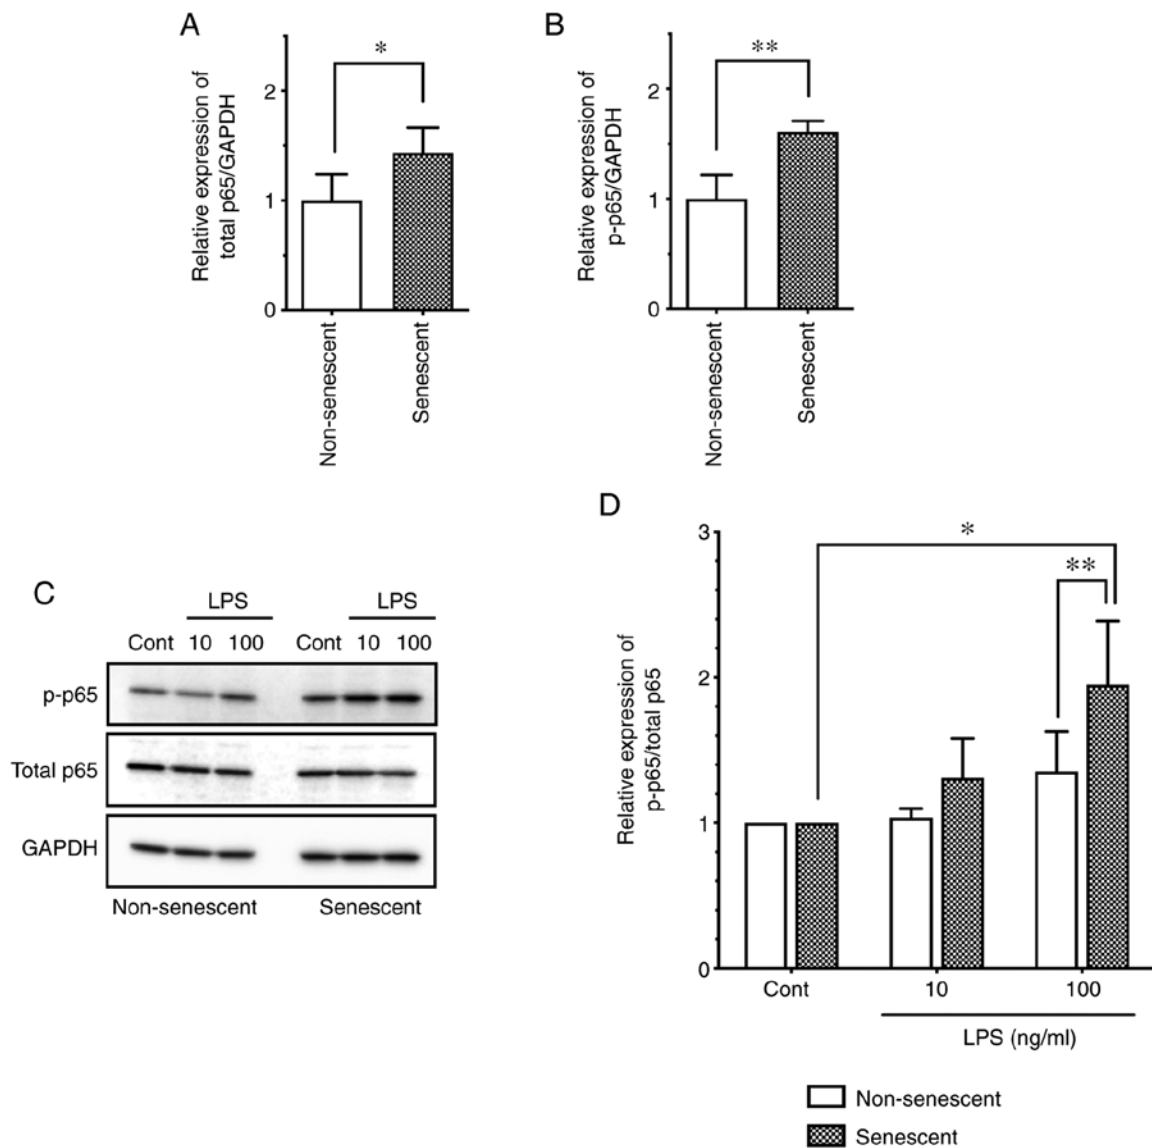 A
Relative expression of
total p65/GAPDH
2
1
0
*
Non-senescent
Senescent
B
Relative expression of
p-p65/GAPDH
2
1
0
**
Non-senescent
Senescent
C
LPS LPS
Cont 10 100 Cont 10 100
p-p65
Total p65
GAPDH
Non-senescent Senescent
D
Relative expression of
p-p65/total p65
3
2
1
0
*
**
Cont 10 100
LPS (ng/ml)
Non-senescent
Senescent